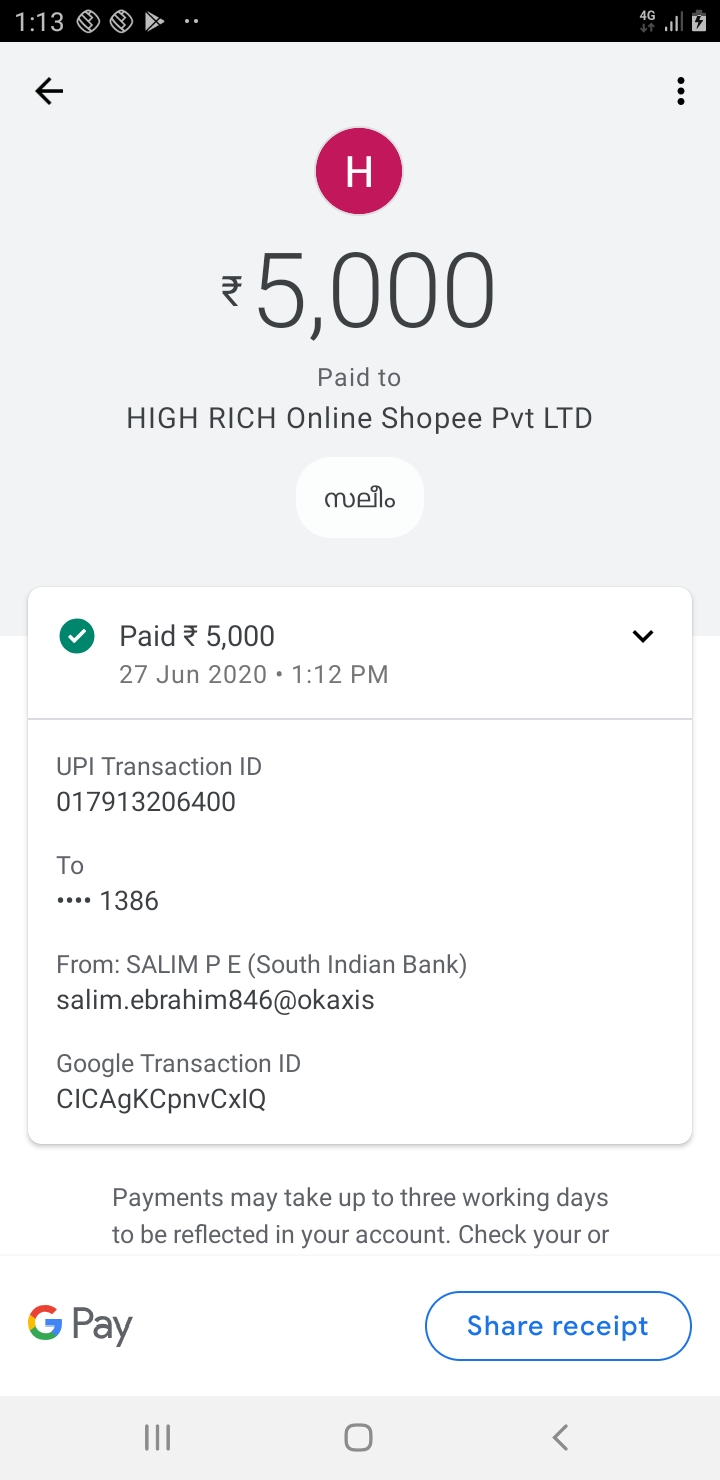 1:13
4G
H
₹5,000
Paid to
HIGH RICH Online Shopee Pvt LTD
സലീം
Paid ₹ 5,000
27 Jun 2020 • 1:12 PM
UPI Transaction ID
017913206400
To
•••• 1386
From: SALIM P E (South Indian Bank)
salim.ebrahim846@okaxis
Google Transaction ID
CICAgKCpnvCxIQ
Payments may take up to three working days
to be reflected in your account. Check your or
G Pay
Share receipt